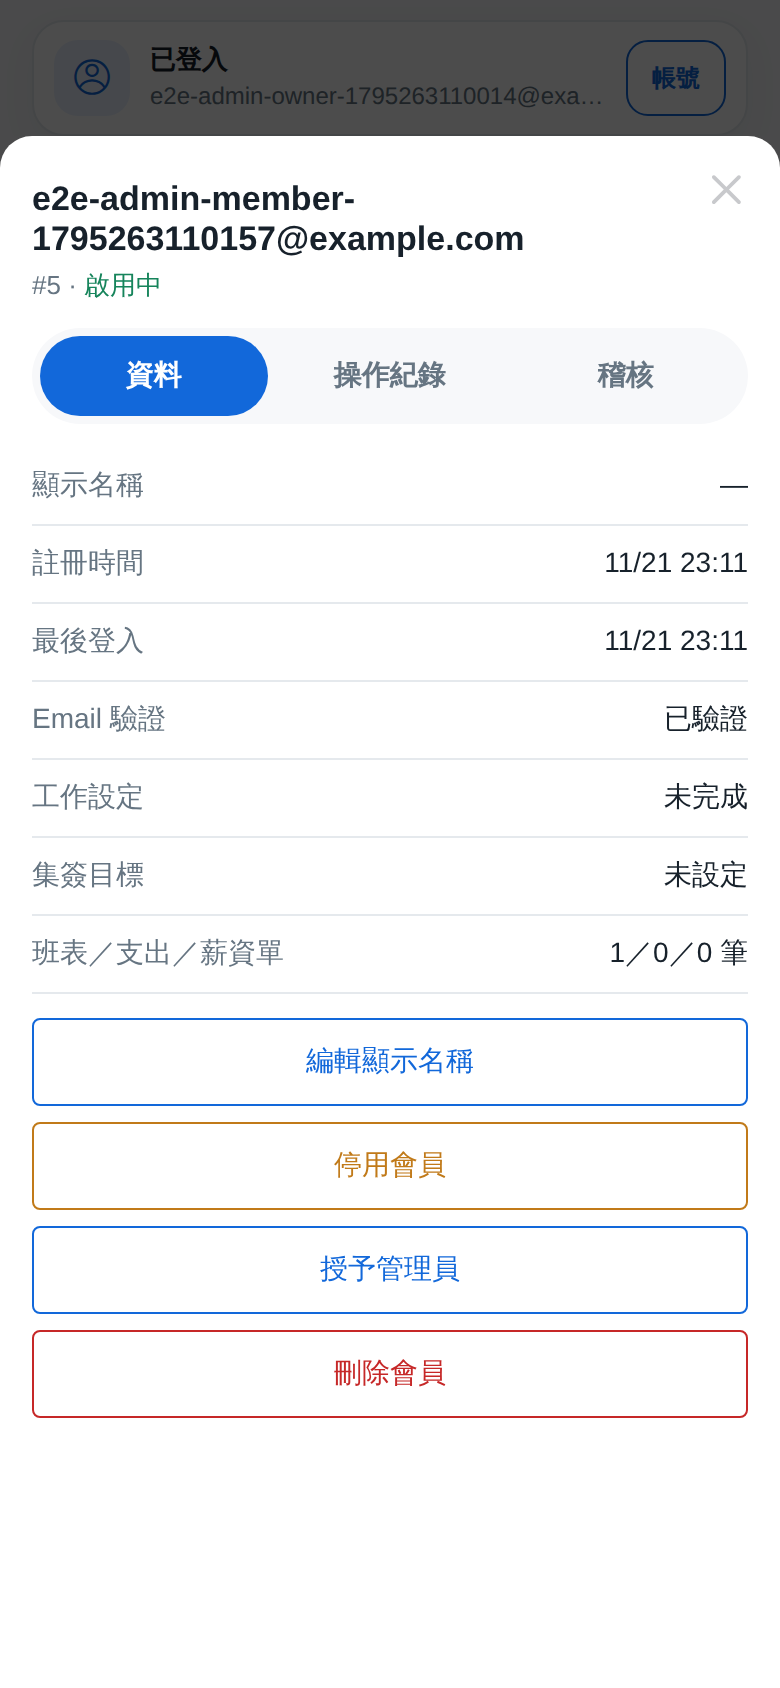 已登入
e2e-admin-owner-1795263110014@exa…
帳號
e2e-admin-member-
1795263110157@example.com
#5 · 啟用中
資料
操作紀錄
稽核
顯示名稱
—
註冊時間
11/21 23:11
最後登入
11/21 23:11
Email 驗證
已驗證
工作設定
未完成
集簽目標
未設定
班表／支出／薪資單
1／0／0 筆
編輯顯示名稱
停用會員
授予管理員
刪除會員